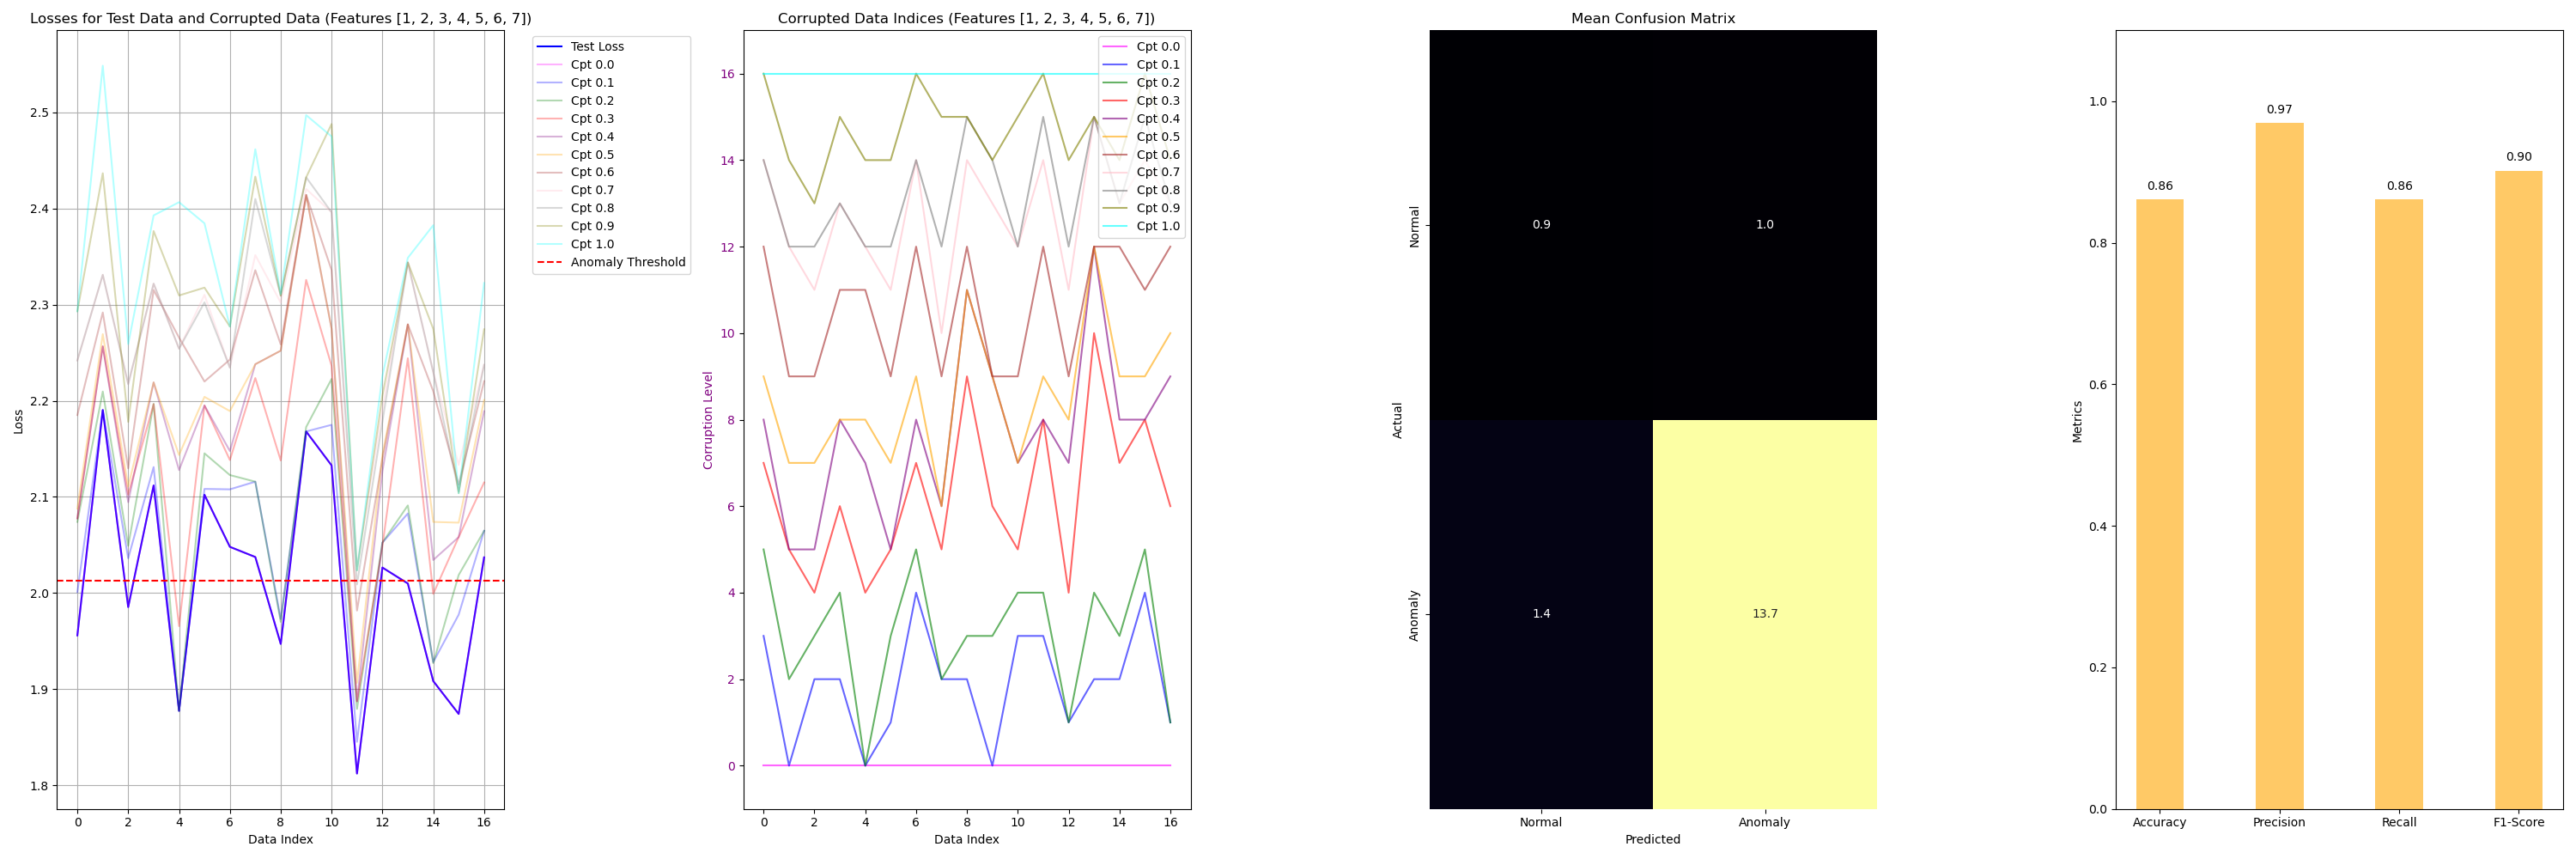 Losses for Test Data and Corrupted Data (Features [1, 2, 3, 4, 5, 6, 7])
2.5
2.4
2.3
2.2
2.1
2.0
1.9
1.8
Loss
0 2 4 6 8 10 12 14 16
Data Index
Test Loss
Cpt 0.0
Cpt 0.1
Cpt 0.2
Cpt 0.3
Cpt 0.4
Cpt 0.5
Cpt 0.6
Cpt 0.7
Cpt 0.8
Cpt 0.9
Cpt 1.0
Anomaly Threshold
Corrupted Data Indices (Features [1, 2, 3, 4, 5, 6, 7])
16
14
12
10
8
6
4
2
0
Corruption Level
0 2 4 6 8 10 12 14 16
Data Index
Cpt 0.0
Cpt 0.1
Cpt 0.2
Cpt 0.3
Cpt 0.4
Cpt 0.5
Cpt 0.6
Cpt 0.7
Cpt 0.8
Cpt 0.9
Cpt 1.0
Mean Confusion Matrix
Actual
Normal
0.9 1.0
Anomaly
1.4 13.7
Normal Anomaly
Predicted
1.0
0.8
0.6
0.4
0.2
0.0
Metrics
0.86
0.97
0.86
0.90
Accuracy Precision Recall F1-Score